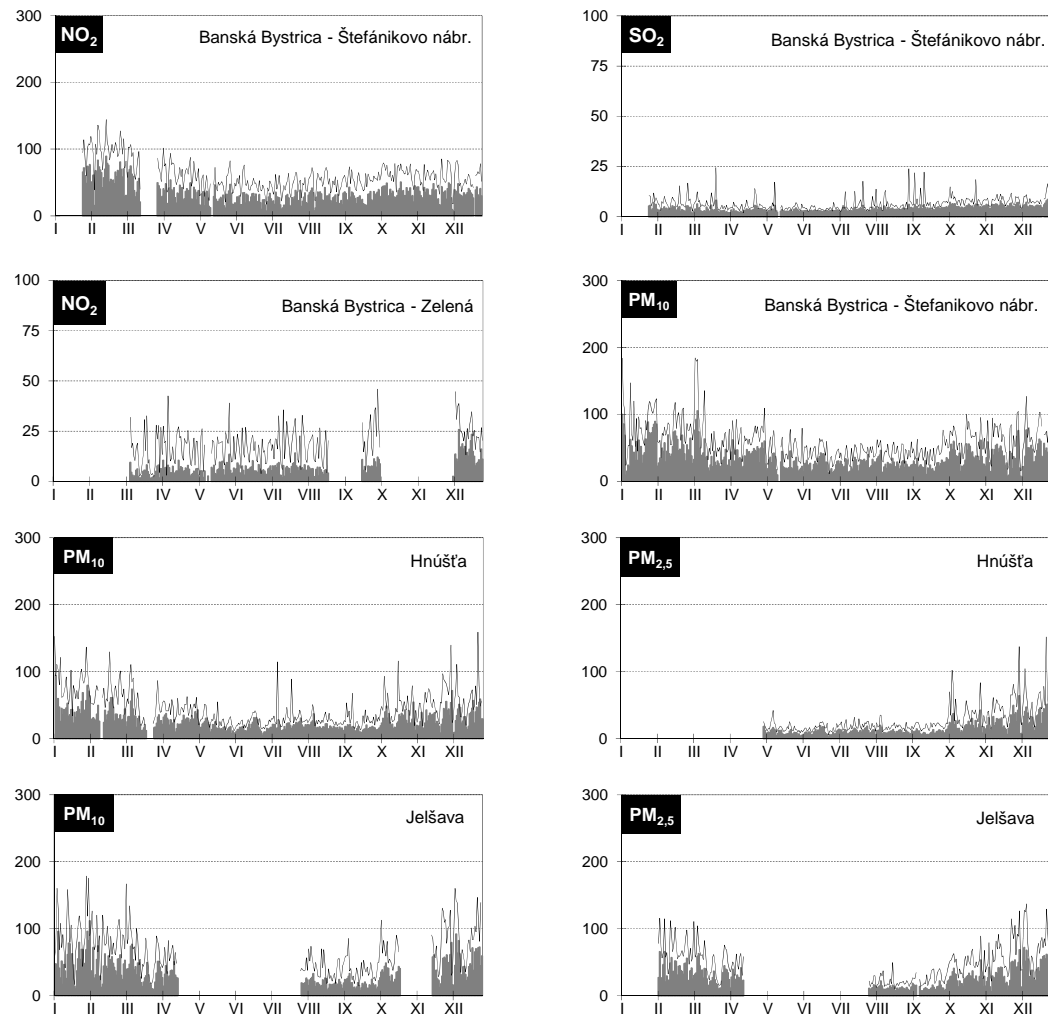 NO₂ Banská Bystrica - Štefánikovo nábr.
300
200
100
0
I II III IV V VI VII VIII IX X XI XII
SO₂ Banská Bystrica - Štefánikovo nábr.
100
75
50
25
0
I II III IV V VI VII VIII IX X XI XII
NO₂ Banská Bystrica - Zelená
100
75
50
25
0
I II III IV V VI VII VIII IX X XI XII
PM₁₀ Banská Bystrica - Štefanikovo nábr.
300
200
100
0
I II III IV V VI VII VIII IX X XI XII
PM₁₀ Hnúšťa
300
200
100
0
I II III IV V VI VII VIII IX X XI XII
PM₂,₅ Hnúšťa
300
200
100
0
I II III IV V VI VII VIII IX X XI XII
PM₁₀ Jelšava
300
200
100
0
I II III IV V VI VII VIII IX X XI XII
PM₂,₅ Jelšava
300
200
100
0
I II III IV V VI VII VIII IX X XI XII